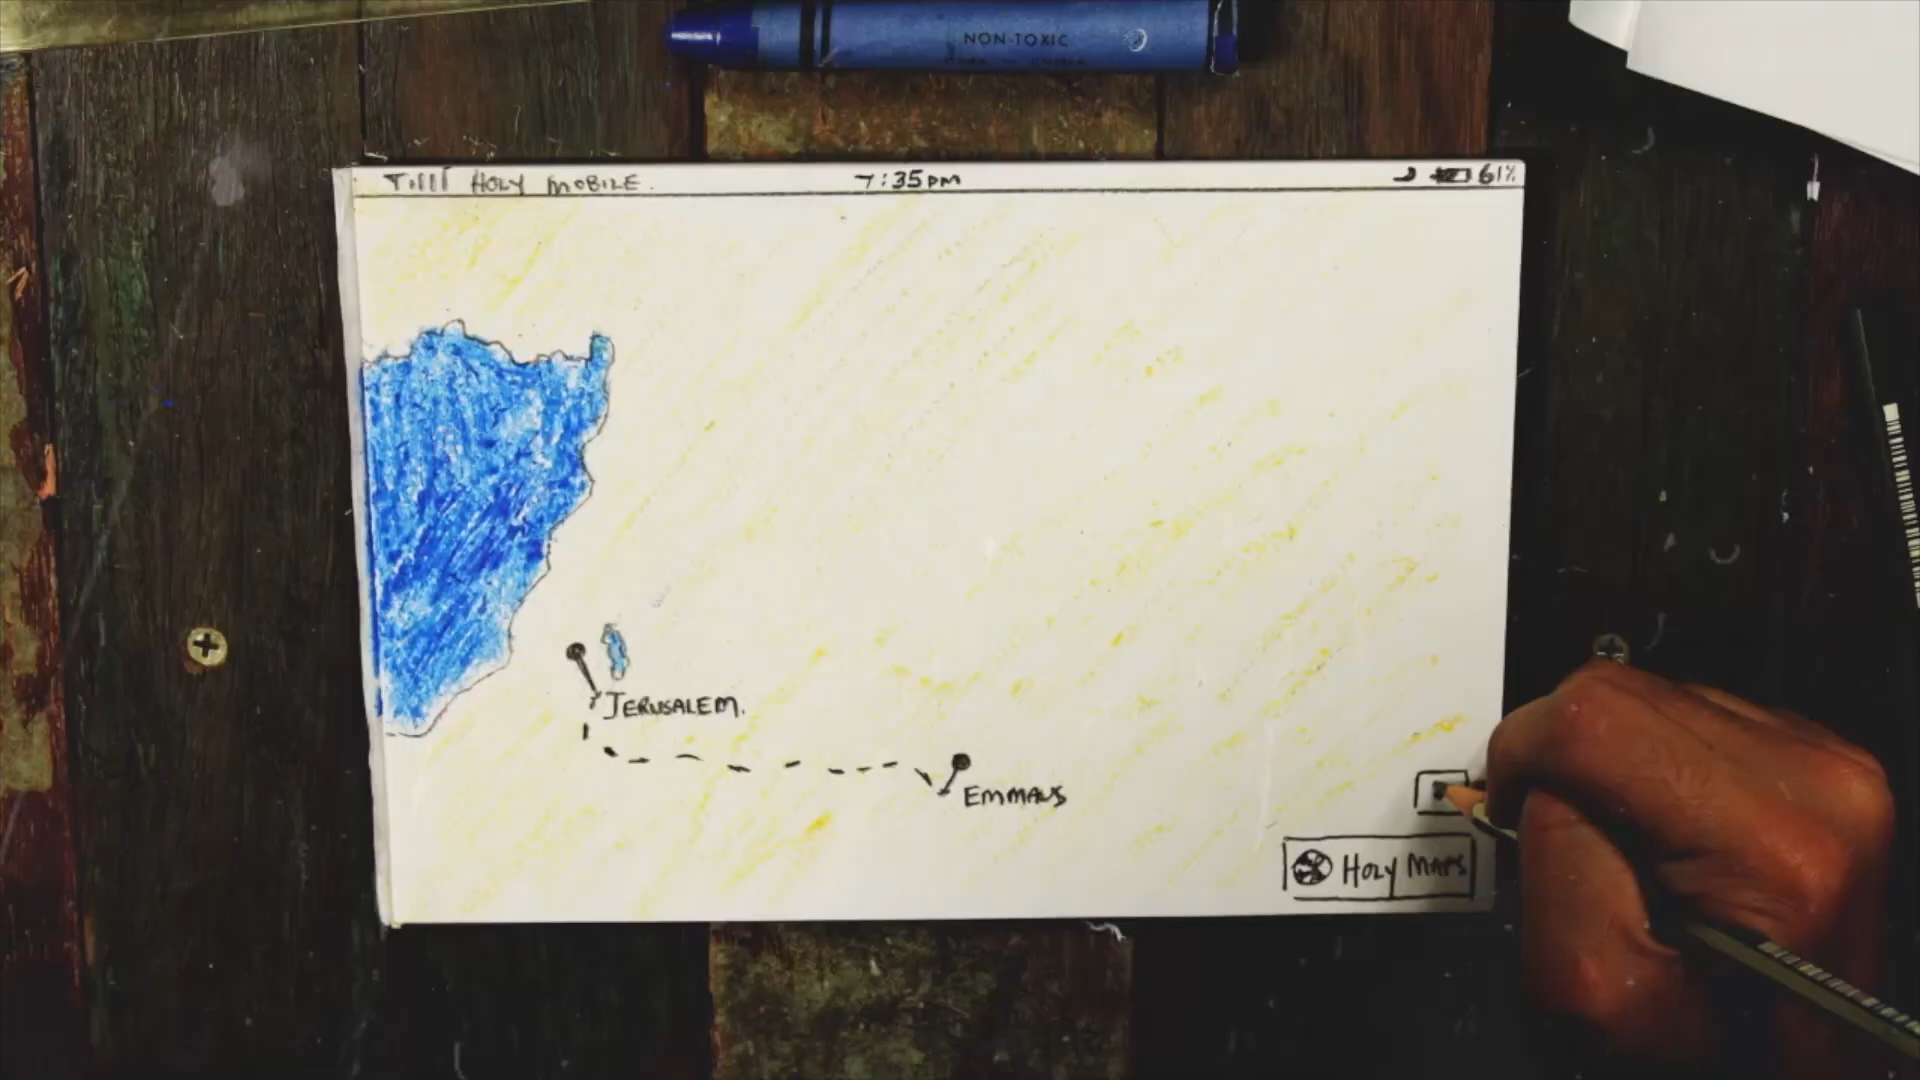 NON-TOXIC
HOLY MOBILE.
7:35PM
61%
JERUSALEM.
EMMAUS
HOLY MAPS